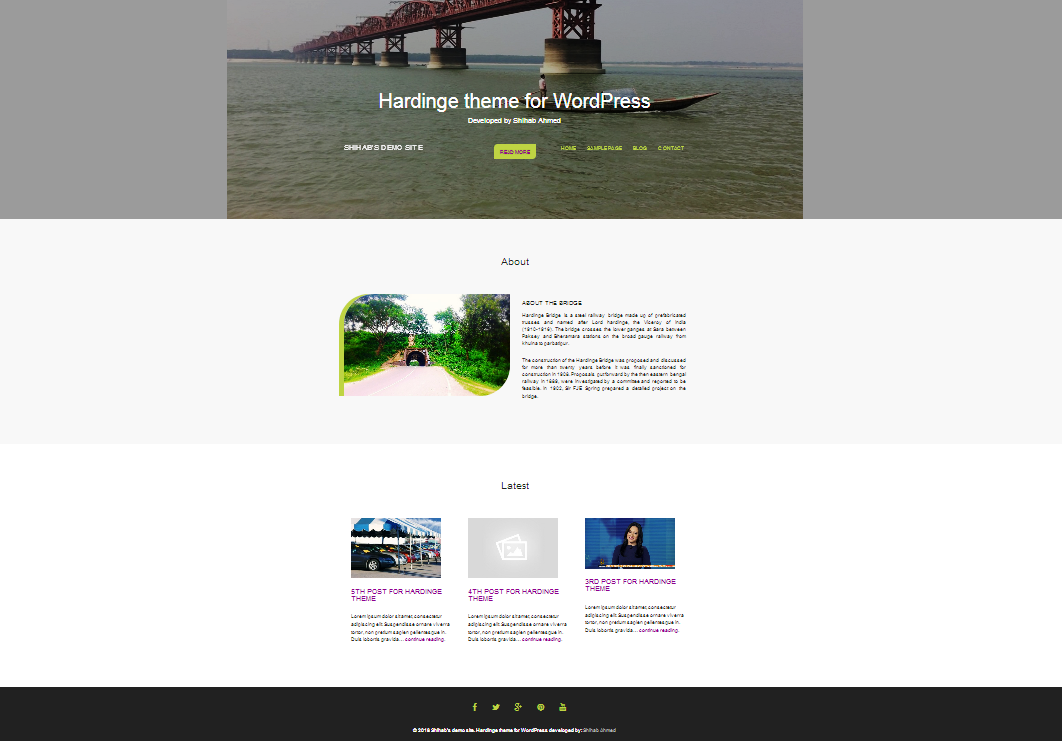 Hardinge theme for WordPress
Developed by Shihab Ahmed
SHIHAB'S DEMO SITE
READ MORE
HOME SAMPLE PAGE BLOG CONTACT
About
ABOUT THE BRIDGE
Hardinge Bridge is a steel railway bridge made up of prefabricated
trusses and named after Lord hardinge, the Viceroy of India
(1910-1916). The bridge crosses the lower ganges at Sara between
Paksey and Bheramara stations on the broad gauge railway from
khulna to parbatipur.
The construction of the Hardinge Bridge was proposed and discussed
for more than twenty years before it was finally sanctioned for
construction in 1908. Proposals putforward by the then eastern bengal
railway in 1889, were investigated by a committee and reported to be
feasible. In 1902, Sir FJE Spring prepared a detailed project on the
bridge.
Latest
5TH POST FOR HARDINGE
THEME
Lorem ipsum dolor sit amet, consectetur
adipiscing elit. Suspendisse ornare viverra
tortor, non pretium sapien pellentesque in.
Duis lobortis gravida… continue reading.
4TH POST FOR HARDINGE
THEME
Lorem ipsum dolor sit amet, consectetur
adipiscing elit. Suspendisse ornare viverra
tortor, non pretium sapien pellentesque in.
Duis lobortis gravida… continue reading.
3RD POST FOR HARDINGE
THEME
Lorem ipsum dolor sit amet, consectetur
adipiscing elit. Suspendisse ornare viverra
tortor, non pretium sapien pellentesque in.
Duis lobortis gravida… continue reading.
© 2016 Shihab's demo site. Hardinge theme for WordPress developed by: Shihab Ahmed